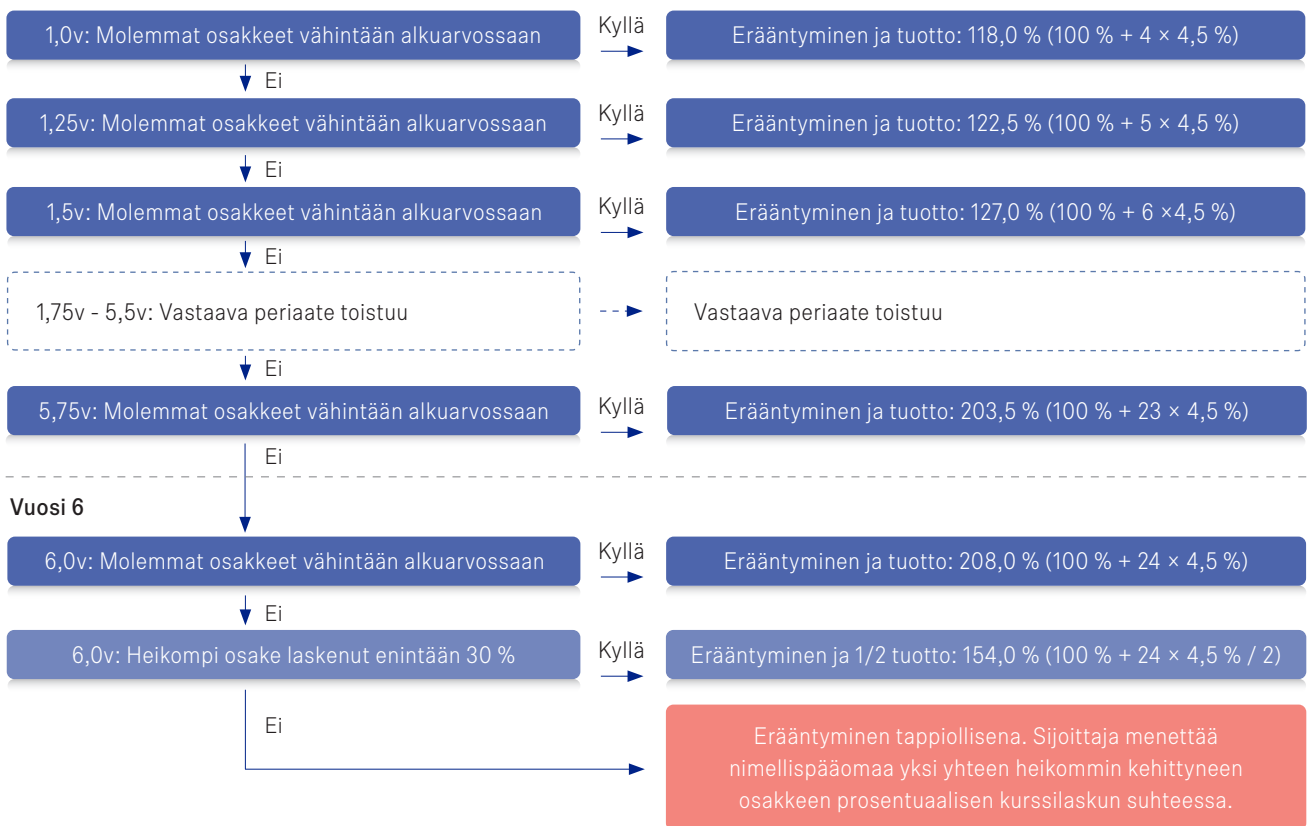 1,0v: Molemmat osakkeet vähintään alkuarvossaan
Kyllä
Erääntyminen ja tuotto: 118,0 % (100 % + 4 × 4,5 %)
Ei
1,25v: Molemmat osakkeet vähintään alkuarvossaan
Kyllä
Erääntyminen ja tuotto: 122,5 % (100 % + 5 × 4,5 %)
Ei
1,5v: Molemmat osakkeet vähintään alkuarvossaan
Kyllä
Erääntyminen ja tuotto: 127,0 % (100 % + 6 ×4,5 %)
Ei
1,75v - 5,5v: Vastaava periaate toistuu
Vastaava periaate toistuu
Ei
5,75v: Molemmat osakkeet vähintään alkuarvossaan
Kyllä
Erääntyminen ja tuotto: 203,5 % (100 % + 23 × 4,5 %)
Ei
Vuosi 6
6,0v: Molemmat osakkeet vähintään alkuarvossaan
Kyllä
Erääntyminen ja tuotto: 208,0 % (100 % + 24 × 4,5 %)
Ei
6,0v: Heikompi osake laskenut enintään 30 %
Kyllä
Erääntyminen ja 1/2 tuotto: 154,0 % (100 % + 24 × 4,5 % / 2)
Ei
Erääntyminen tappiollisena. Sijoittaja menettää
nimellispääomaa yksi yhteen heikommin kehittyneen
osakkeen prosentuaalisen kurssilaskun suhteessa.